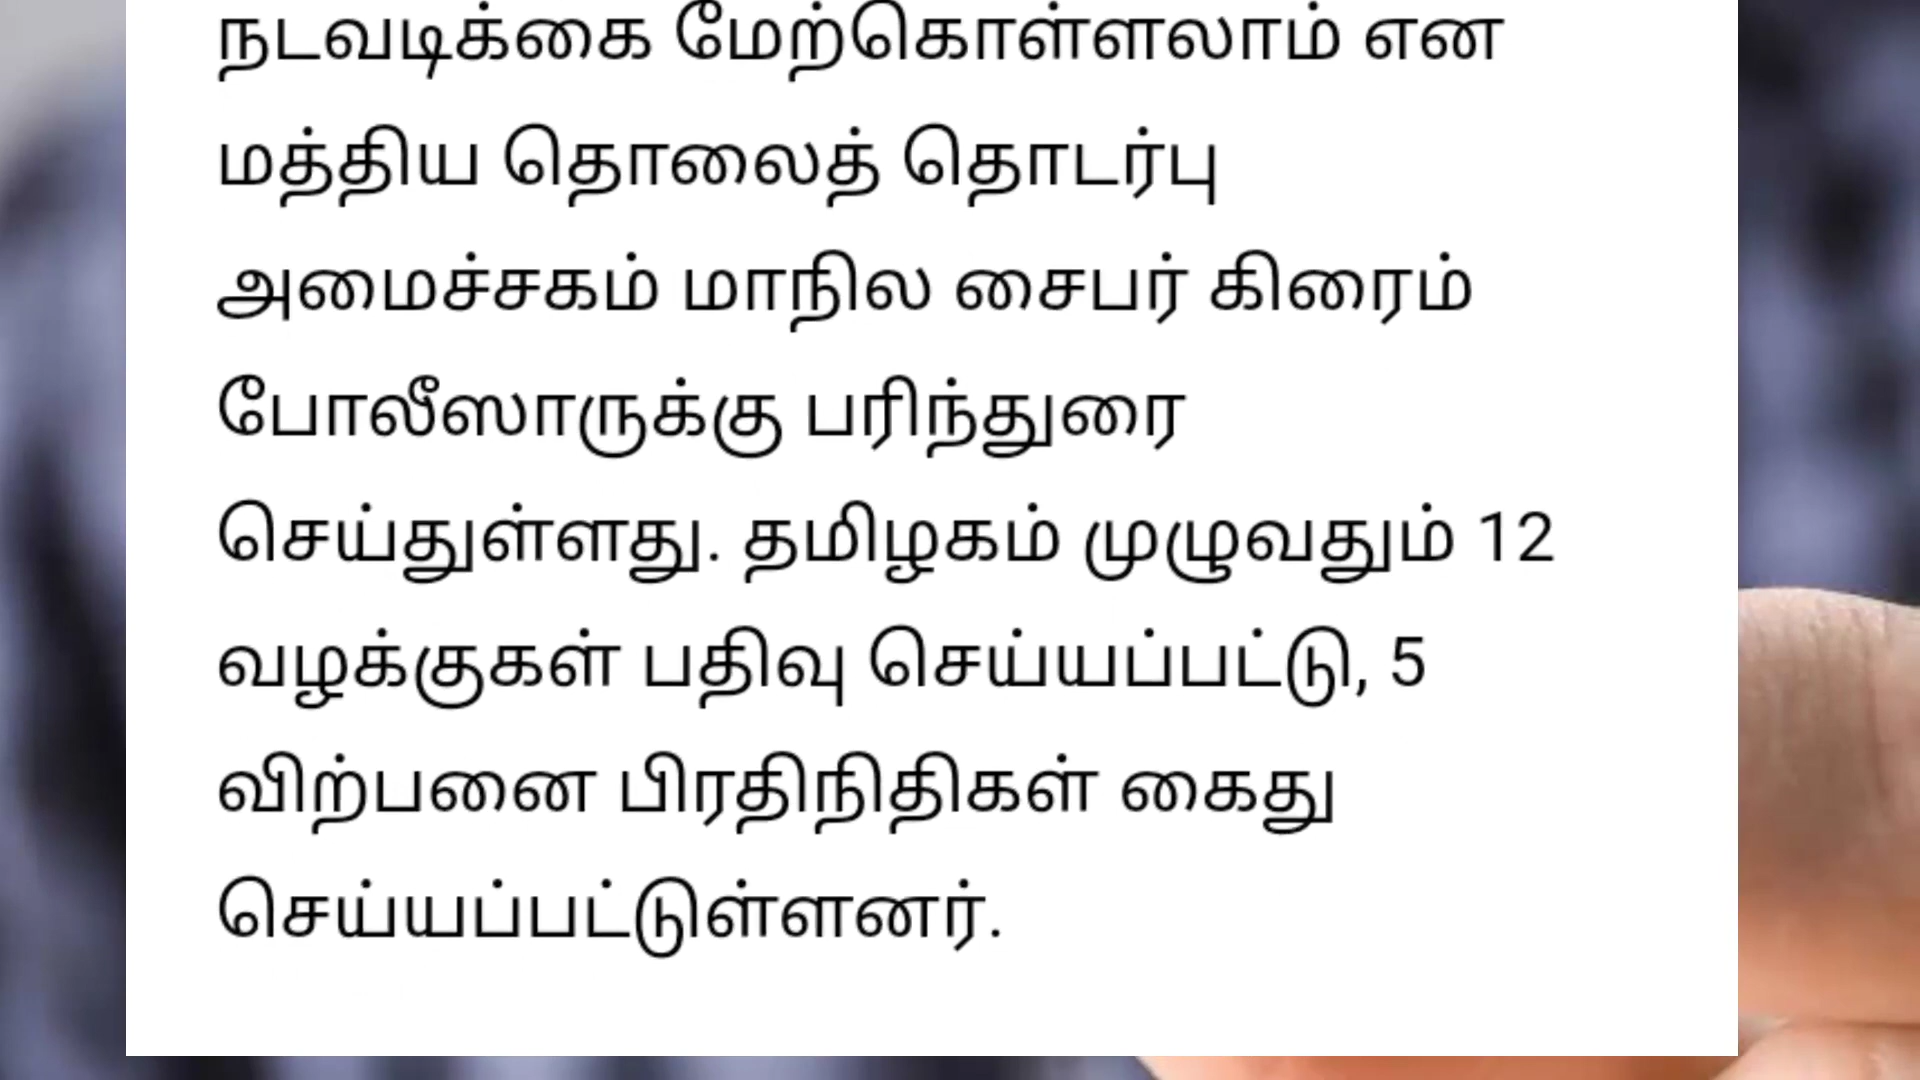 நடவடிக்கை மேற்கொள்ளலாம் என
மத்திய தொலைத் தொடர்பு
அமைச்சகம் மாநில சைபர் கிரைம்
போலீஸாருக்கு பரிந்துரை
செய்துள்ளது. தமிழகம் முழுவதும் 12
வழக்குகள் பதிவு செய்யப்பட்டு, 5
விற்பனை பிரதிநிதிகள் கைது
செய்யப்பட்டுள்ளனர்.